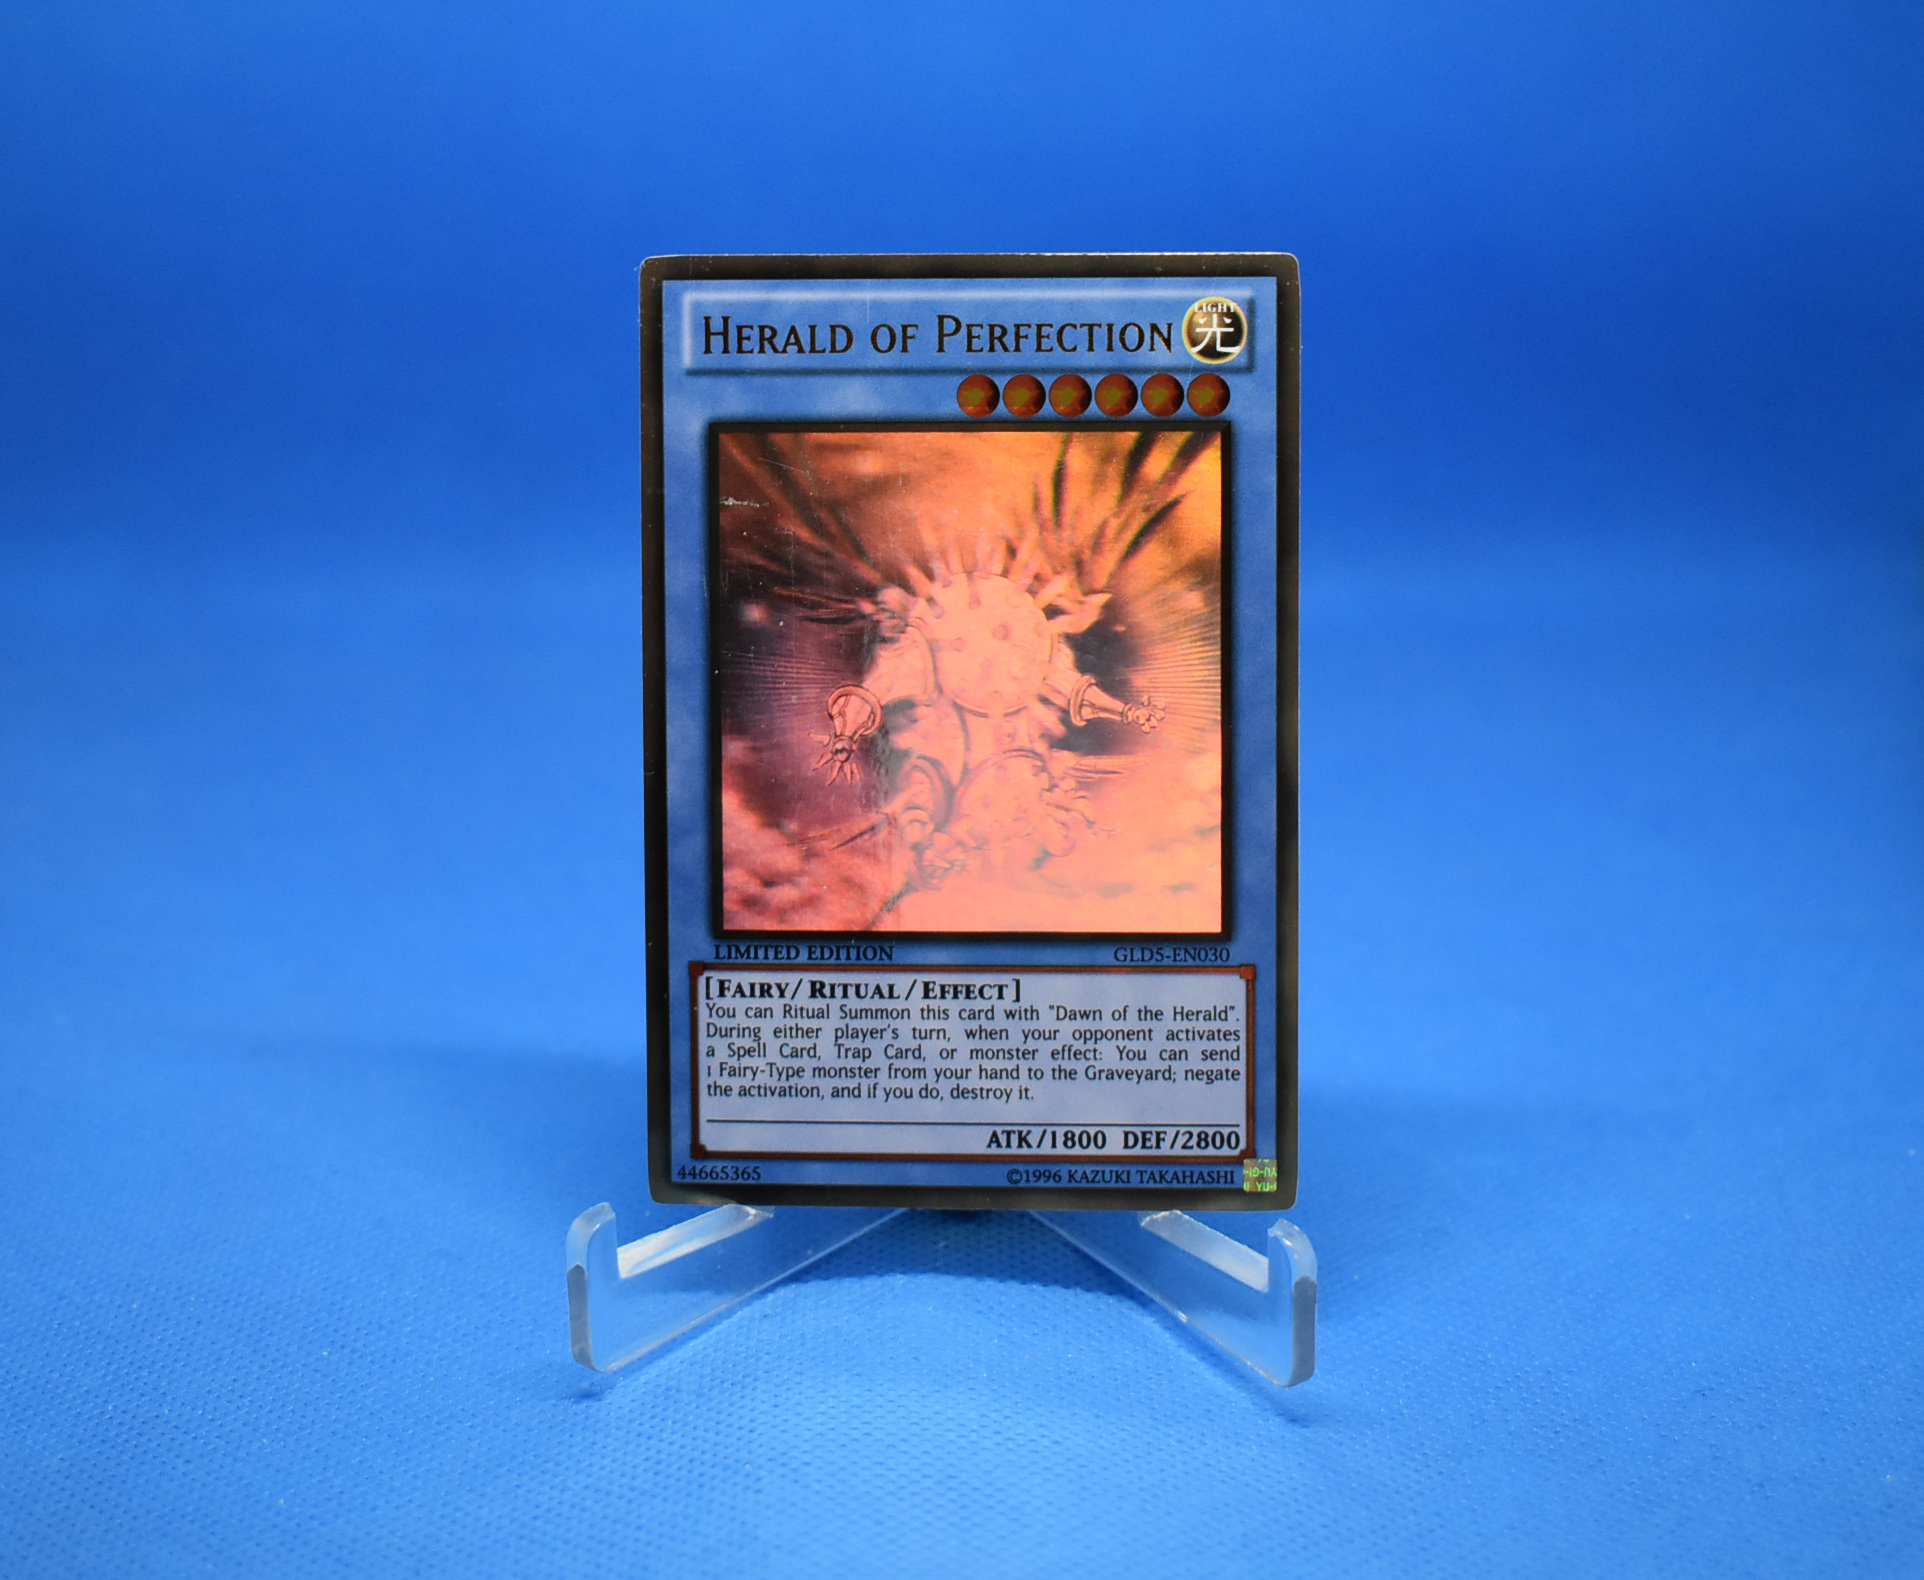 HERALD OF PERFECTION
LIGHT
光
LIMITED EDITION GLD5-EN030
[FAIRY/RITUAL/EFFECT]
You can Ritual Summon this card with "Dawn of the Herald".
During either player's turn, when your opponent activates
a Spell Card, Trap Card, or monster effect: You can send
1 Fairy-Type monster from your hand to the Graveyard; negate
the activation, and if you do, destroy it.
ATK/1800 DEF/2800
44665365 ©1996 KAZUKI TAKAHASHI